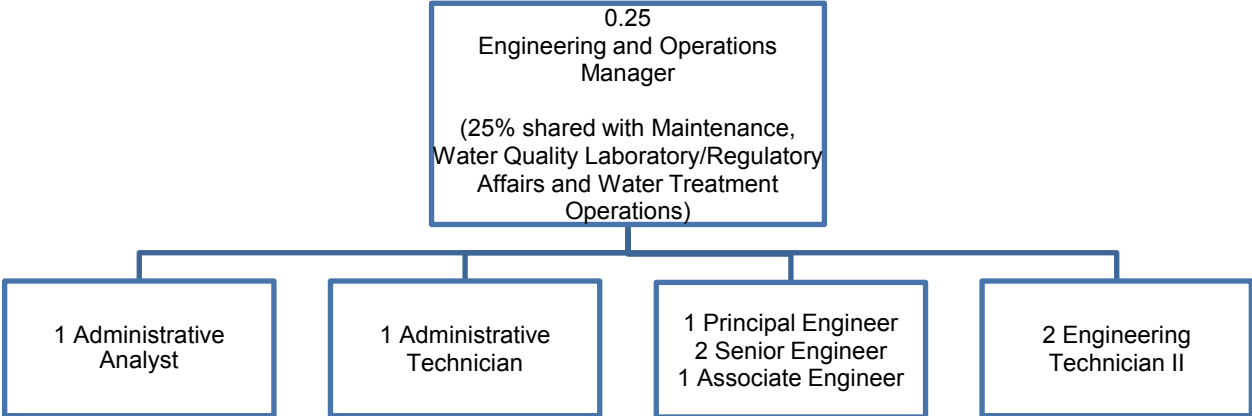 0.25
Engineering and Operations
Manager
(25% shared with Maintenance,
Water Quality Laboratory/Regulatory
Affairs and Water Treatment
Operations)
1 Administrative
Analyst
1 Administrative
Technician
1 Principal Engineer
2 Senior Engineer
1 Associate Engineer
2 Engineering
Technician II